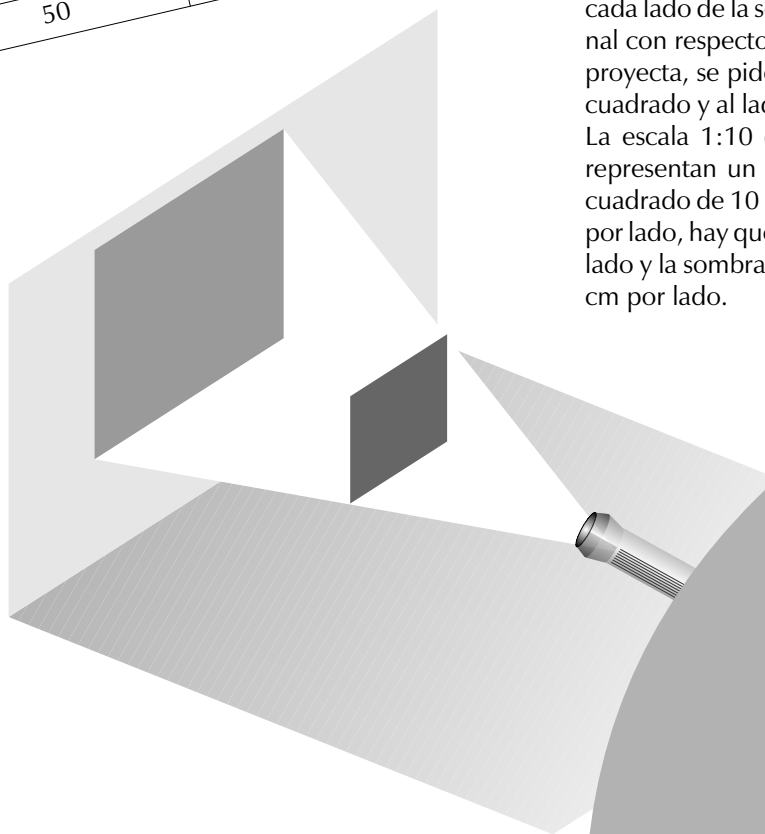 50
cada lado de la s
nal con respecto
proyecta, se pid
cuadrado y al la
La escala 1:10
representan un
cuadrado de 10
por lado, hay que
lado y la sombra
cm por lado.